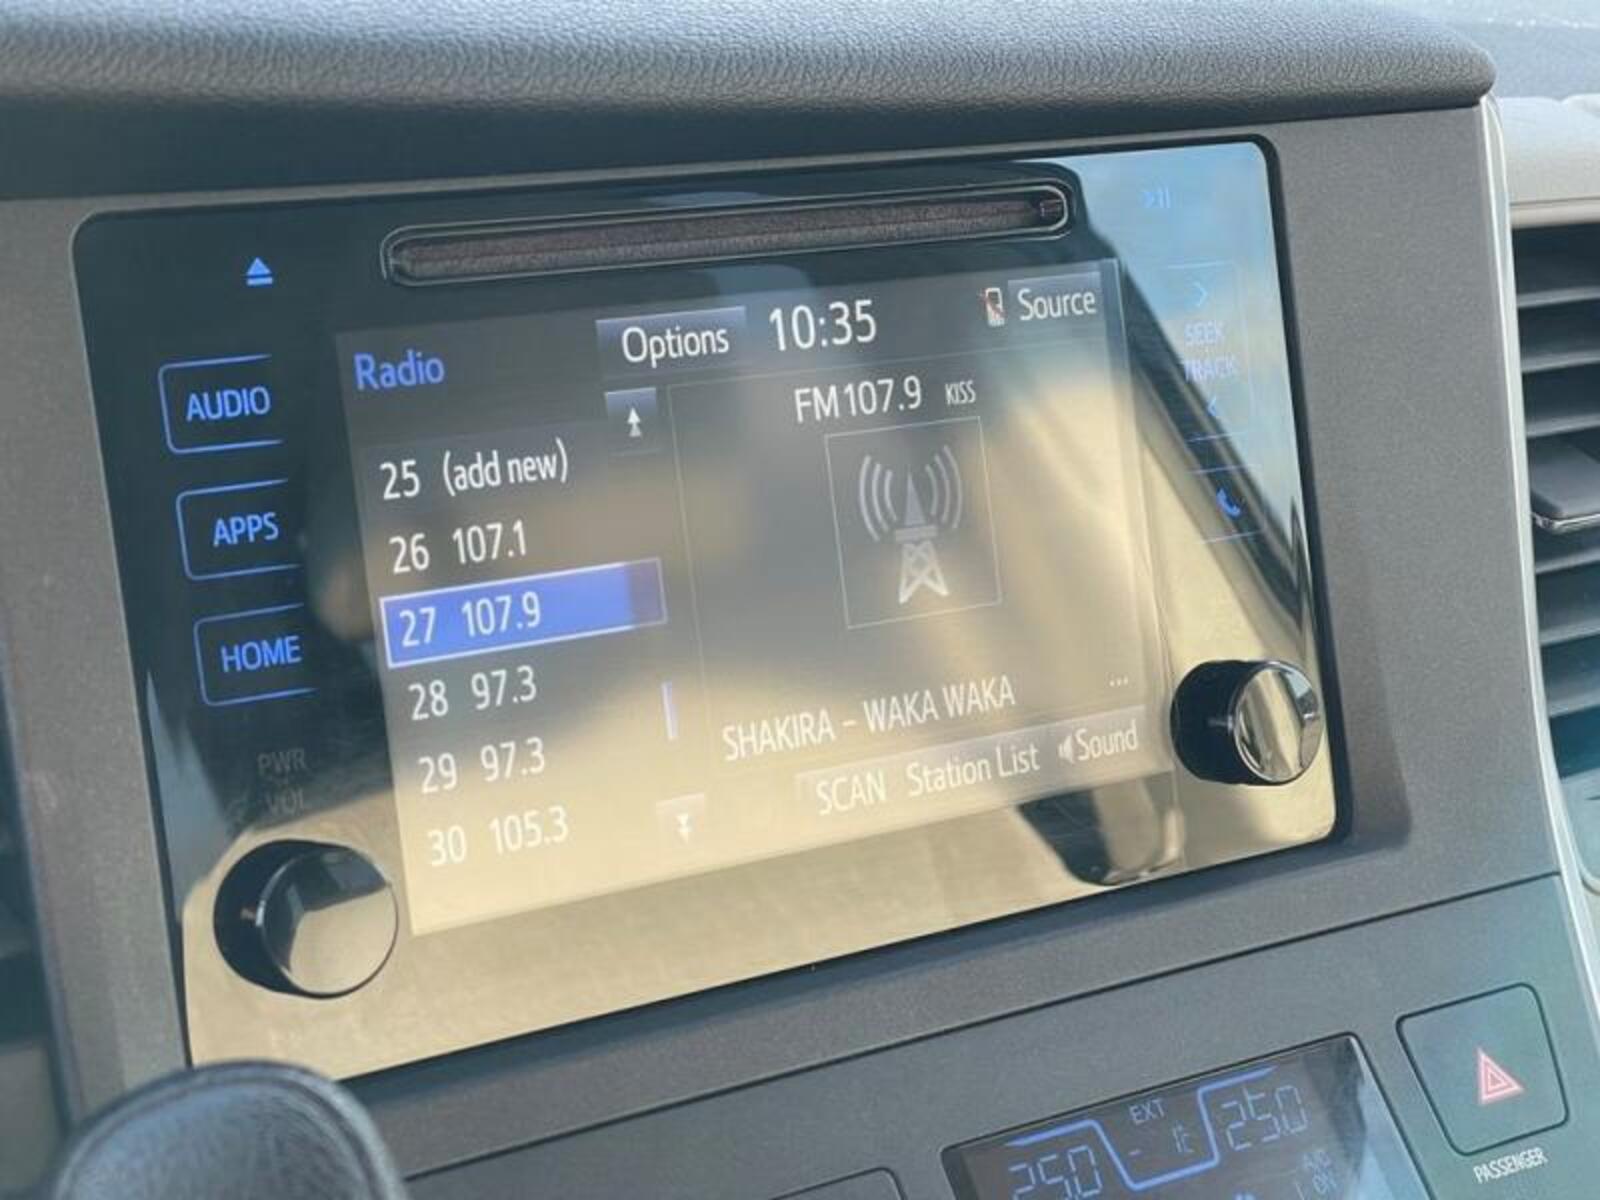 Radio
Options
10:35
Source
AUDIO
APPS
HOME
PWR
VOL
25 (add new)
26 107.1
27 107.9
28 97.3
29 97.3
30 105.3
FM107.9 KISS
SHAKIRA – WAKA WAKA
...
SCAN Station List Sound
SEEK
TRACK
EXT
25.0
25.0
PASSENGER